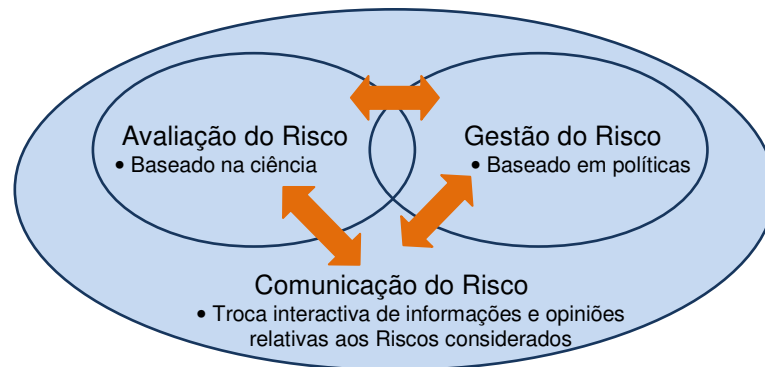 Avaliação do Risco
• Baseado na ciência
Gestão do Risco
• Baseado em políticas
Comunicação do Risco
• Troca interactiva de informações e opiniões
relativas aos Riscos considerados